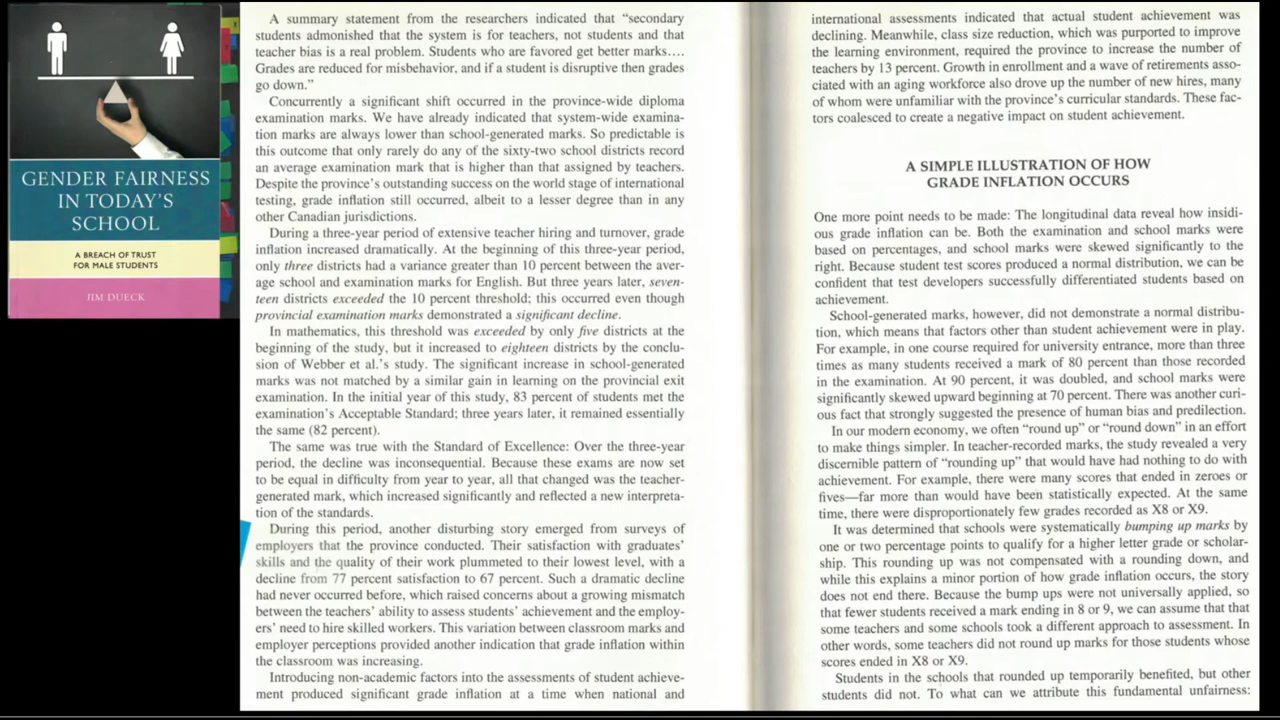 GENDER FAIRNESS
IN TODAY'S
SCHOOL
A BREACH OF TRUST
FOR MALE STUDENTS
JIM DUECK
A summary statement from the researchers indicated that “secondary
students admonished that the system is for teachers, not students and that
teacher bias is a real problem. Students who are favored get better marks….
Grades are reduced for misbehavior, and if a student is disruptive then grades
go down.”
Concurrently a significant shift occurred in the province-wide diploma
examination marks. We have already indicated that system-wide examina-
tion marks are always lower than school-generated marks. So predictable is
this outcome that only rarely do any of the sixty-two school districts record
an average examination mark that is higher than that assigned by teachers.
Despite the province's outstanding success on the world stage of international
testing, grade inflation still occurred, albeit to a lesser degree than in any
other Canadian jurisdictions.
During a three-year period of extensive teacher hiring and turnover, grade
inflation increased dramatically. At the beginning of this three-year period,
only three districts had a variance greater than 10 percent between the aver-
age school and examination marks for English. But three years later, seven-
teen districts exceeded the 10 percent threshold; this occurred even though
provincial examination marks demonstrated a significant decline.
In mathematics, this threshold was exceeded by only five districts at the
beginning of the study, but it increased to eighteen districts by the conclu-
sion of Webber et al.'s study. The significant increase in school-generated
marks was not matched by a similar gain in learning on the provincial exit
examination. In the initial year of this study, 83 percent of students met the
examination's Acceptable Standard; three years later, it remained essentially
the same (82 percent).
The same was true with the Standard of Excellence: Over the three-year
period, the decline was inconsequential. Because these exams are now set
to be equal in difficulty from year to year, all that changed was the teacher-
generated mark, which increased significantly and reflected a new interpreta-
tion of the standards.
During this period, another disturbing story emerged from surveys of
employers that the province conducted. Their satisfaction with graduates'
skills and the quality of their work plummeted to their lowest level, with a
decline from 77 percent satisfaction to 67 percent. Such a dramatic decline
had never occurred before, which raised concerns about a growing mismatch
between the teachers' ability to assess students' achievement and the employ-
ers' need to hire skilled workers. This variation between classroom marks and
employer perceptions provided another indication that grade inflation within
the classroom was increasing.
Introducing non-academic factors into the assessments of student achieve-
ment produced significant grade inflation at a time when national and
international assessments indicated that actual student achievement was
declining. Meanwhile, class size reduction, which was purported to improve
the learning environment, required the province to increase the number of
teachers by 13 percent. Growth in enrollment and a wave of retirements asso-
ciated with an aging workforce also drove up the number of new hires, many
of whom were unfamiliar with the province's curricular standards. These fac-
tors coalesced to create a negative impact on student achievement.
A SIMPLE ILLUSTRATION OF HOW
GRADE INFLATION OCCURS
One more point needs to be made: The longitudinal data reveal how insidi-
ous grade inflation can be. Both the examination and school marks were
based on percentages, and school marks were skewed significantly to the
right. Because student test scores produced a normal distribution, we can be
confident that test developers successfully differentiated students based on
achievement.
School-generated marks, however, did not demonstrate a normal distribu-
tion, which means that factors other than student achievement were in play.
For example, in one course required for university entrance, more than three
times as many students received a mark of 80 percent than those recorded
in the examination. At 90 percent, it was doubled, and school marks were
significantly skewed upward beginning at 70 percent. There was another curi-
ous fact that strongly suggested the presence of human bias and predilection.
In our modern economy, we often “round up” or “round down” in an effort
to make things simpler. In teacher-recorded marks, the study revealed a very
discernible pattern of “rounding up” that would have had nothing to do with
achievement. For example, there were many scores that ended in zeroes or
fives—far more than would have been statistically expected. At the same
time, there were disproportionately few grades recorded as X8 or X9.
It was determined that schools were systematically bumping up marks by
one or two percentage points to qualify for a higher letter grade or scholar-
ship. This rounding up was not compensated with a rounding down, and
while this explains a minor portion of how grade inflation occurs, the story
does not end there. Because the bump ups were not universally applied, so
that fewer students received a mark ending in 8 or 9, we can assume that that
some teachers and some schools took a different approach to assessment. In
other words, some teachers did not round up marks for those students whose
scores ended in X8 or X9.
Students in the schools that rounded up temporarily benefited, but other
students did not. To what can we attribute this fundamental unfairness: